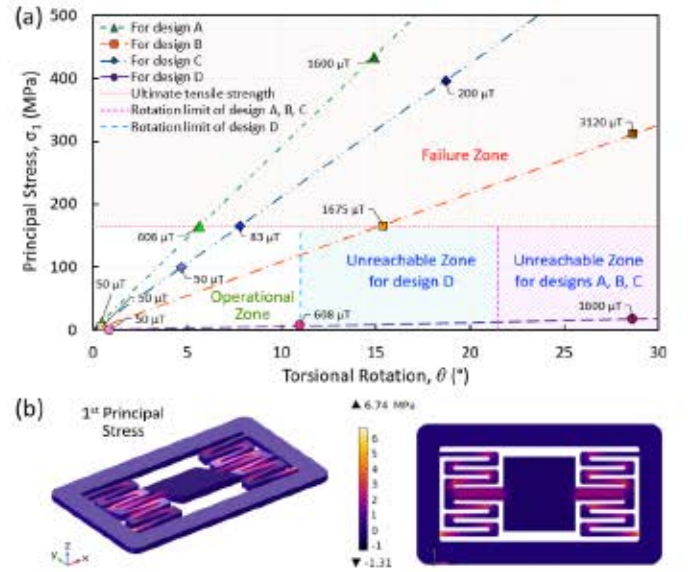 (a)
500
400
300
200
100
0
Principal Stress, σ₁ (MPa)
For design A
For design B
For design C
For design D
Ultimate tensile strength
Rotation limit of design A, B, C
Rotation limit of design D
1600 μT
200 μT
3120 μT
Failure Zone
1675 μT
608 μT
83 μT
50 μT
50 μT
50 μT
50 μT
Operational
Zone
Unreachable Zone
for design D
Unreachable Zone
for designs A, B, C
608 μT
1600 μT
0
5
10
15
20
25
30
Torsional Rotation, θ (°)
(b)
1st Principal
Stress
▲ 6.74 MPa
6
5
4
3
2
1
0
-1
▼ -1.31
z
y
x